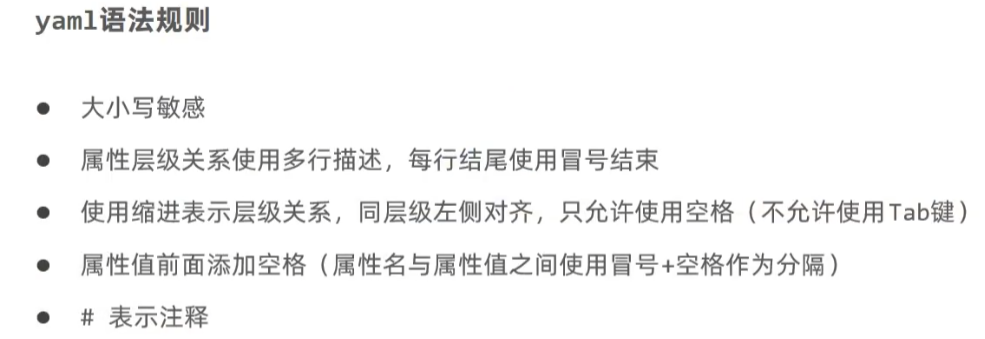 yaml语法规则
● 大小写敏感
● 属性层级关系使用多行描述，每行结尾使用冒号结束
● 使用缩进表示层级关系，同层级左侧对齐，只允许使用空格（不允许使用Tab键）
● 属性值前面添加空格（属性名与属性值之间使用冒号+空格作为分隔）
● # 表示注释